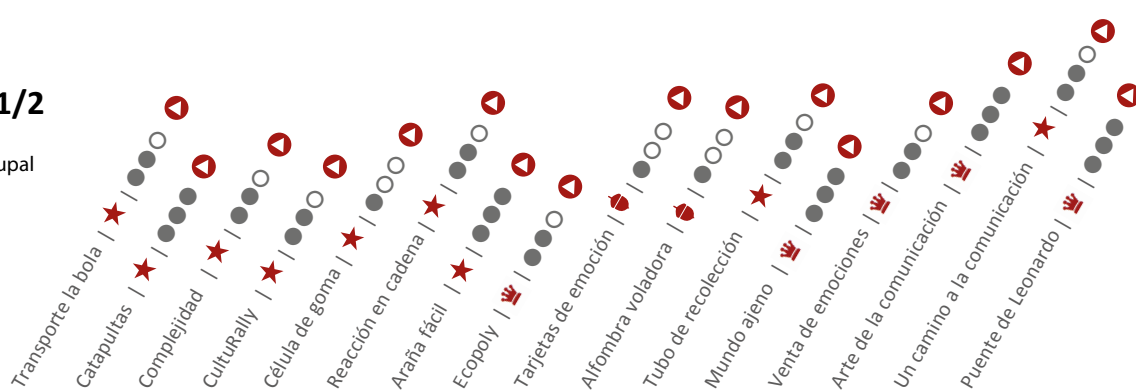 1/2
upal
Transporte la bola |
Catapultas |
Complejidad |
CultuRally |
Célula de goma |
Reacción en cadena |
Araña fácil |
Ecopoly |
Tarjetas de emoción |
Alfombra voladora |
Tubo de recolección |
Mundo ajeno |
Venta de emociones |
Arte de la comunicación |
Un camino a la comunicación |
Puente de Leonardo |